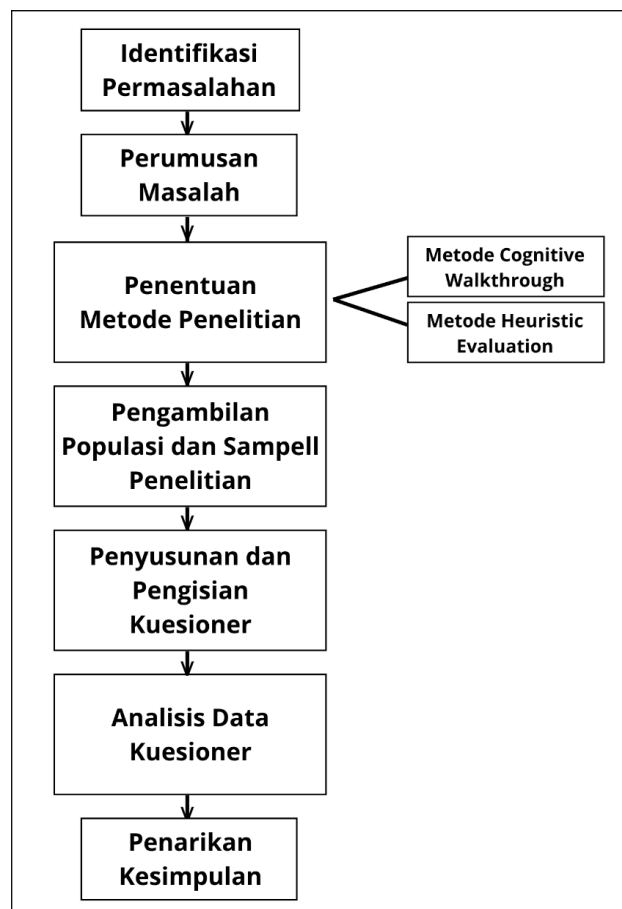 Identifikasi
Permasalahan
Perumusan
Masalah
Penentuan
Metode Penelitian
Metode Cognitive
Walkthrough
Metode Heuristic
Evaluation
Pengambilan
Populasi dan Sampell
Penelitian
Penyusunan dan
Pengisian
Kuesioner
Analisis Data
Kuesioner
Penarikan
Kesimpulan